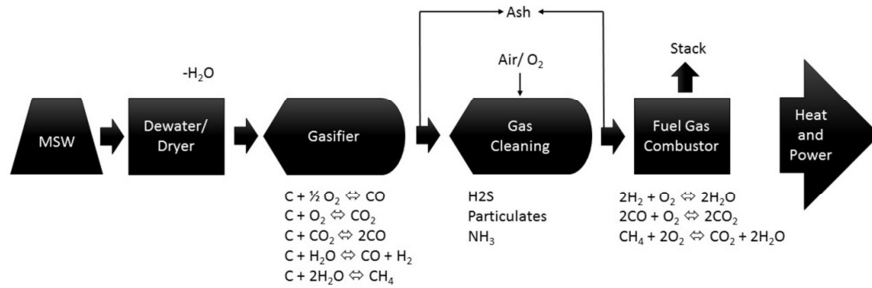 Ash
Stack
Air/ O₂
-H₂O
MSW
Dewater/
Dryer
Gasifier
Gas
Cleaning
Fuel Gas
Combustor
Heat
and
Power
C + ½ O₂ ⇔ CO
C + O₂ ⇔ CO₂
C + CO₂ ⇔ 2CO
C + H₂O ⇔ CO + H₂
C + 2H₂O ⇔ CH₄
H2S
Particulates
NH₃
2H₂ + O₂ ⇔ 2H₂O
2CO + O₂ ⇔ 2CO₂
CH₄ + 2O₂ ⇔ CO₂ + 2H₂O